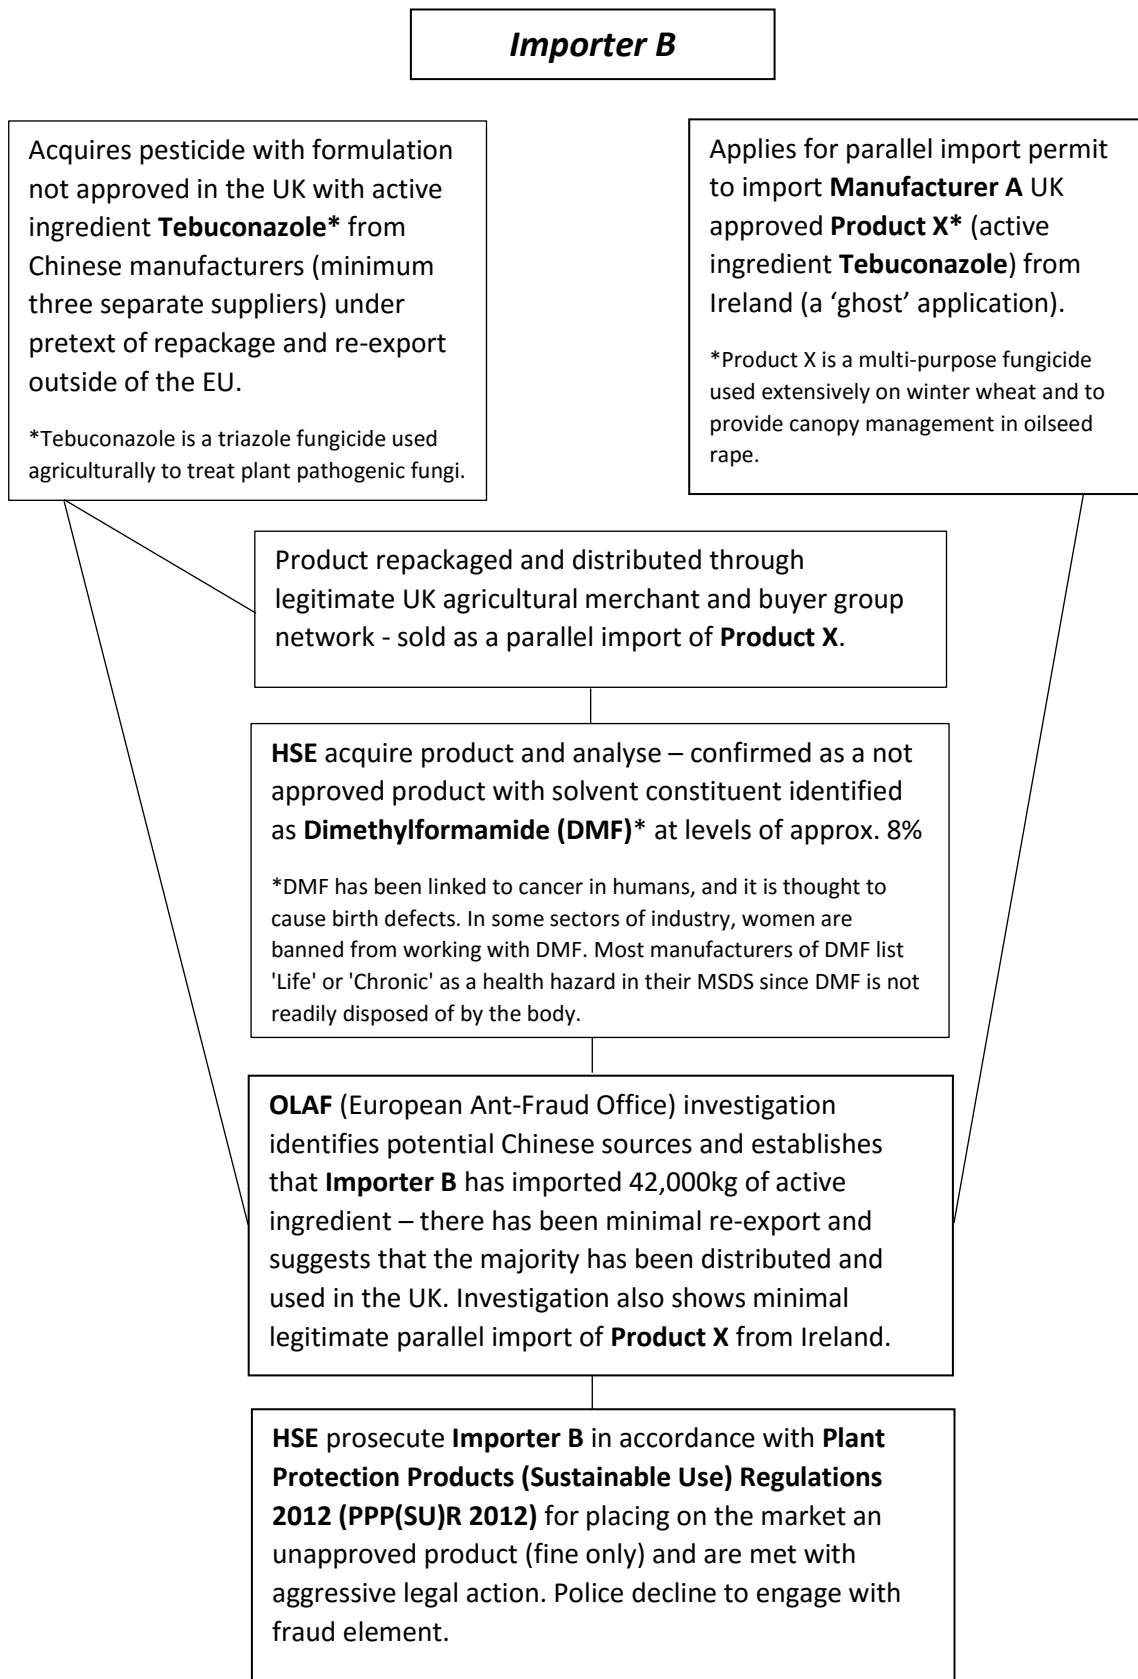 Importer B
Acquires pesticide with formulation
not approved in the UK with active
ingredient Tebuconazole* from
Chinese manufacturers (minimum
three separate suppliers) under
pretext of repackage and re-export
outside of the EU.
*Tebuconazole is a triazole fungicide used
agriculturally to treat plant pathogenic fungi.
Applies for parallel import permit
to import Manufacturer A UK
approved Product X* (active
ingredient Tebuconazole) from
Ireland (a ‘ghost’ application).
*Product X is a multi-purpose fungicide
used extensively on winter wheat and to
provide canopy management in oilseed
rape.
Product repackaged and distributed through
legitimate UK agricultural merchant and buyer group
network - sold as a parallel import of Product X.
HSE acquire product and analyse – confirmed as a not
approved product with solvent constituent identified
as Dimethylformamide (DMF)* at levels of approx. 8%
*DMF has been linked to cancer in humans, and it is thought to
cause birth defects. In some sectors of industry, women are
banned from working with DMF. Most manufacturers of DMF list
'Life' or 'Chronic' as a health hazard in their MSDS since DMF is not
readily disposed of by the body.
OLAF (European Ant-Fraud Office) investigation
identifies potential Chinese sources and establishes
that Importer B has imported 42,000kg of active
ingredient – there has been minimal re-export and
suggests that the majority has been distributed and
used in the UK. Investigation also shows minimal
legitimate parallel import of Product X from Ireland.
HSE prosecute Importer B in accordance with Plant
Protection Products (Sustainable Use) Regulations
2012 (PPP(SU)R 2012) for placing on the market an
unapproved product (fine only) and are met with
aggressive legal action. Police decline to engage with
fraud element.